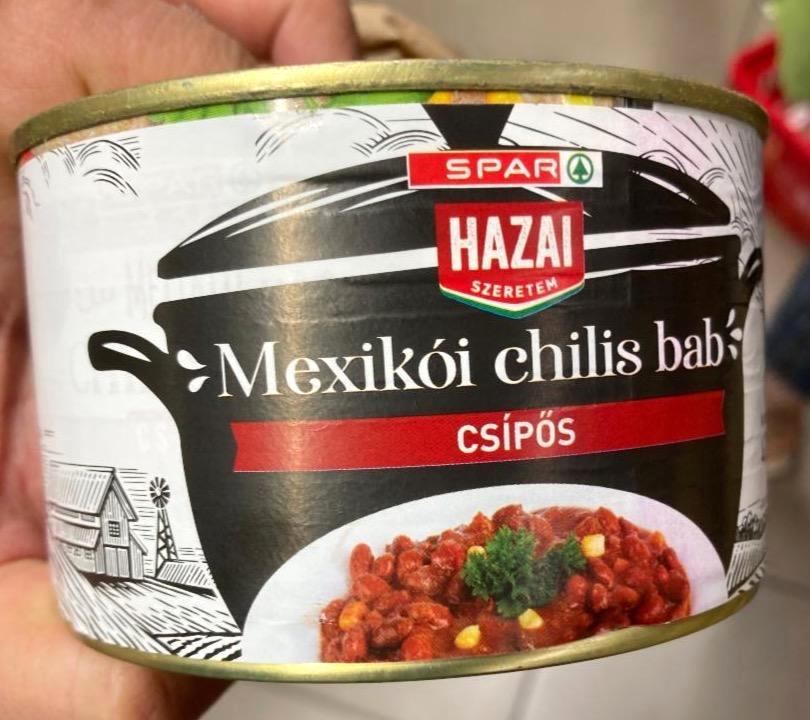 SPAR
HAZAI
SZERETEM
Mexikói chilis bab
CSÍPŐS